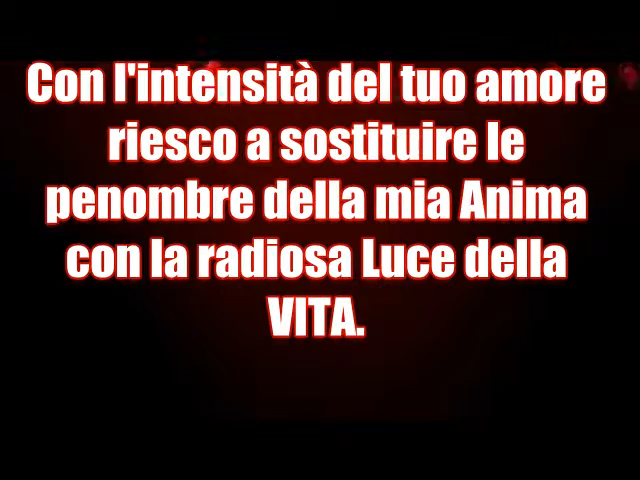 Con l'intensità del tuo amore
riesco a sostituire le
penombre della mia Anima
con la radiosa Luce della
VITA.